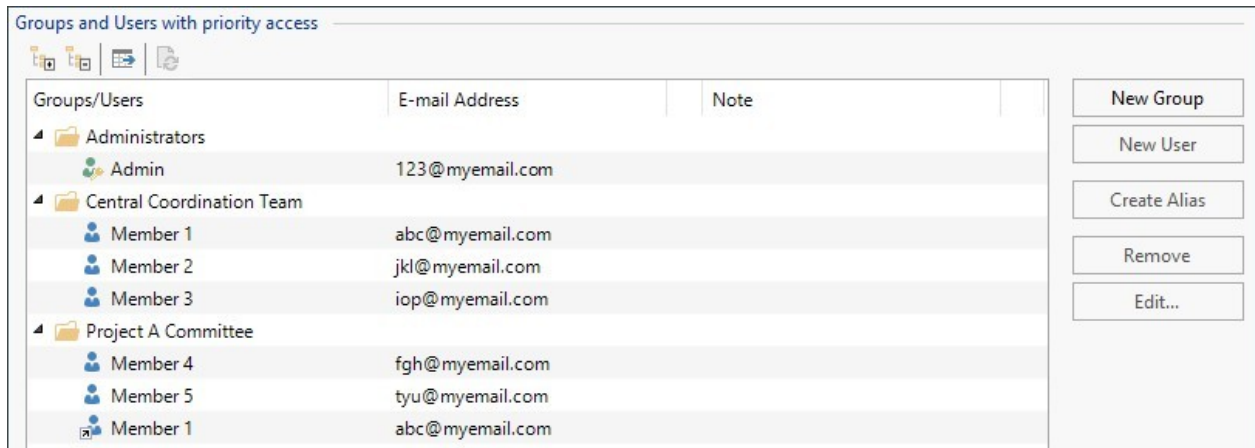 Groups and Users with priority access
Groups/Users E-mail Address Note
Administrators
Admin 123@myemail.com
Central Coordination Team
Member 1 abc@myemail.com
Member 2 jkl@myemail.com
Member 3 iop@myemail.com
Project A Committee
Member 4 fgh@myemail.com
Member 5 tyu@myemail.com
Member 1 abc@myemail.com
New Group
New User
Create Alias
Remove
Edit...